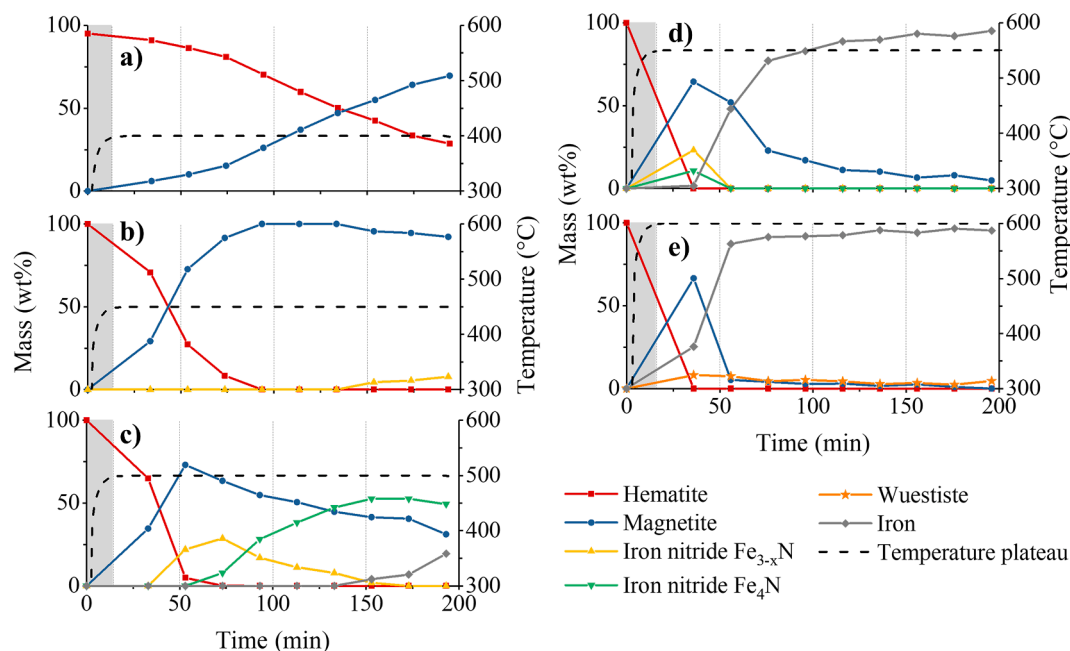 a)
100
50
0
600
500
400
300
b)
100
50
0
600
500
400
300
c)
100
50
0
600
500
400
300
0
50
100
150
200
Time (min)
Mass (wt%)
Temperature (°C)
d)
100
50
0
600
500
400
300
e)
100
50
0
600
500
400
300
0
50
100
150
200
Time (min)
Mass (wt%)
Temperature (°C)
Hematite
Magnetite
Iron nitride Fe3-xN
Iron nitride Fe4N
Wuestiste
Iron
Temperature plateau